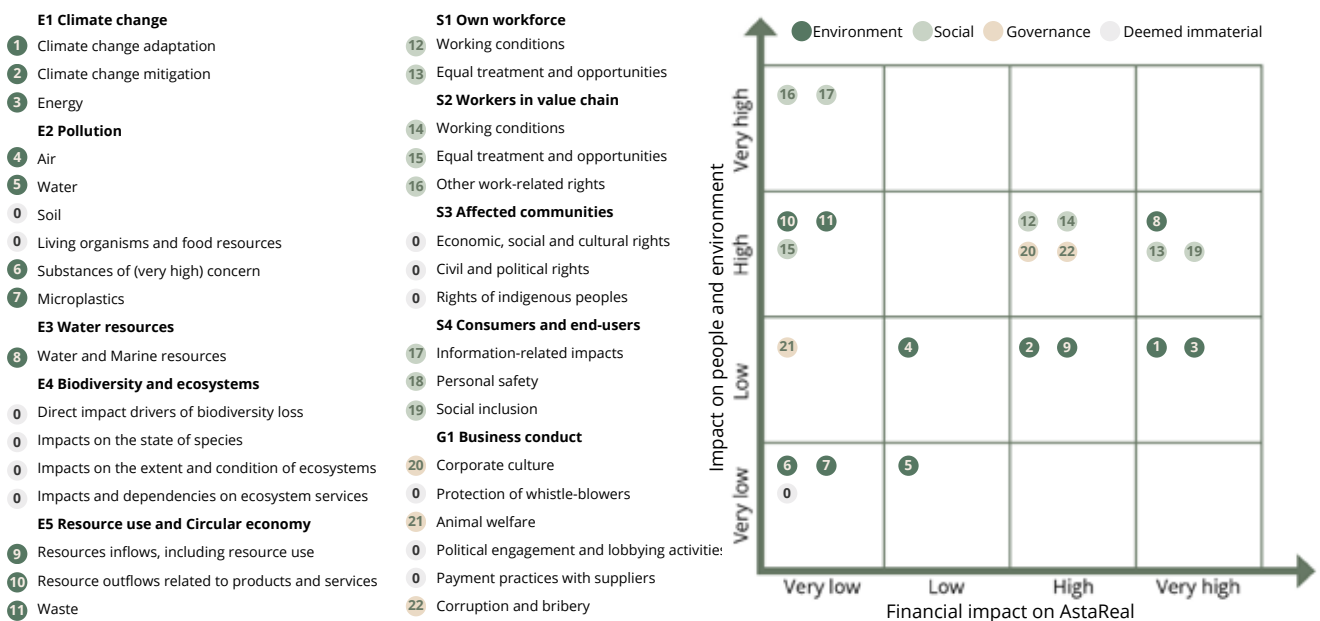 E1 Climate change
1 Climate change adaptation
2 Climate change mitigation
3 Energy
E2 Pollution
4 Air
5 Water
0 Soil
0 Living organisms and food resources
6 Substances of (very high) concern
7 Microplastics
E3 Water resources
8 Water and Marine resources
E4 Biodiversity and ecosystems
0 Direct impact drivers of biodiversity loss
0 Impacts on the state of species
0 Impacts on the extent and condition of ecosystems
0 Impacts and dependencies on ecosystem services
E5 Resource use and Circular economy
9 Resources inflows, including resource use
10 Resource outflows related to products and services
11 Waste
S1 Own workforce
12 Working conditions
13 Equal treatment and opportunities
S2 Workers in value chain
14 Working conditions
15 Equal treatment and opportunities
16 Other work-related rights
S3 Affected communities
0 Economic, social and cultural rights
0 Civil and political rights
0 Rights of indigenous peoples
S4 Consumers and end-users
17 Information-related impacts
18 Personal safety
19 Social inclusion
G1 Business conduct
20 Corporate culture
0 Protection of whistle-blowers
21 Animal welfare
0 Political engagement and lobbying activities
0 Payment practices with suppliers
22 Corruption and bribery
Environment Social Governance Deemed immaterial
Impact on people and environment
Very high
16 17
High
10 11 12 14 8
15 20 22 13 19
Low
21 4 2 9 1 3
Very low
6 7 5
0
Very low Low High Very high
Financial impact on AstaReal